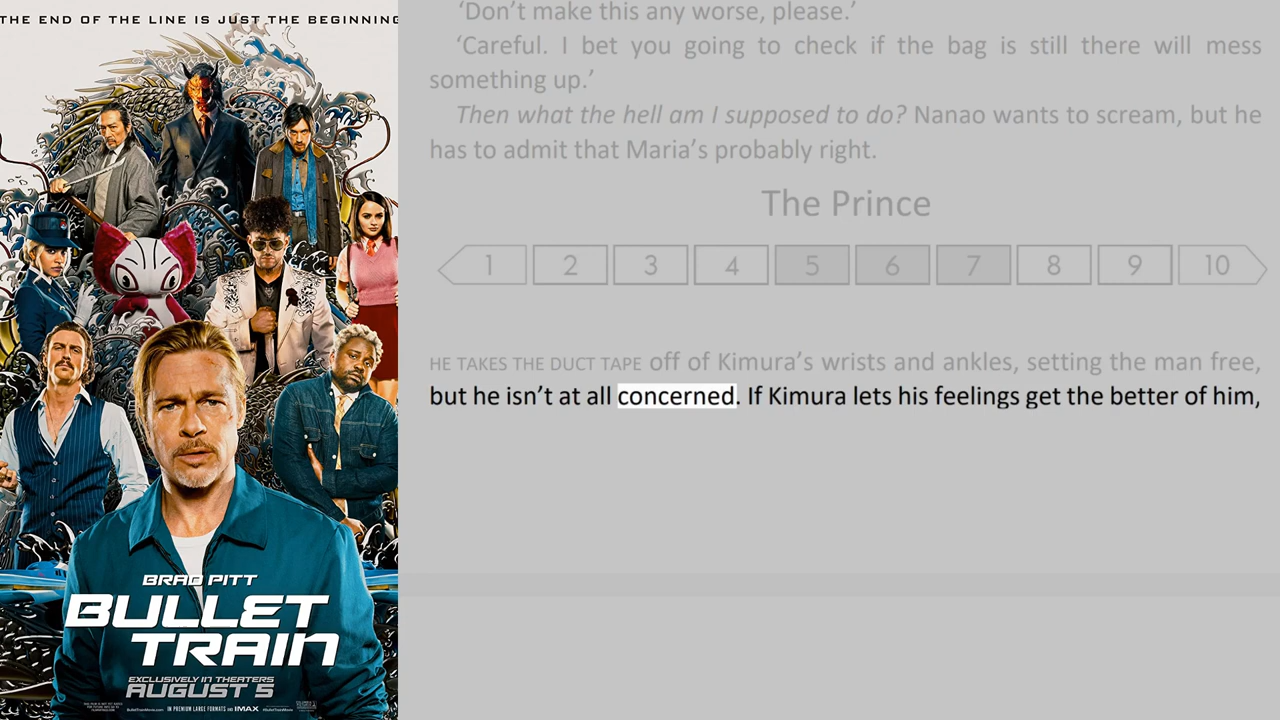 THE END OF THE LINE IS JUST THE BEGINNING
BRAD PITT
BULLET
TRAIN
EXCLUSIVELY IN THEATERS
AUGUST 5
BulletTrainMovie.com
IN PREMIUM LARGE FORMATS AND IMAX
#BulletTrainMovie
‘Don’t make this any worse, please.’
‘Careful. I bet you going to check if the bag is still there will mess
something up.’
Then what the hell am I supposed to do? Nanao wants to scream, but he
has to admit that Maria’s probably right.
The Prince
1 2 3 4 5 6 7 8 9 10
HE TAKES THE DUCT TAPE off of Kimura’s wrists and ankles, setting the man free,
but he isn’t at all concerned. If Kimura lets his feelings get the better of him,